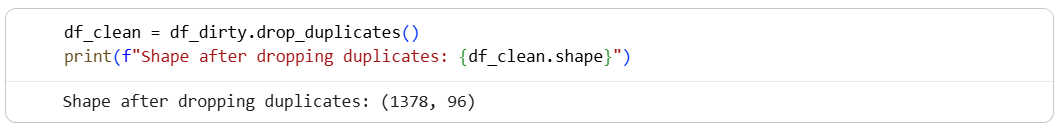 df_clean = df_dirty.drop_duplicates()
print(f"Shape after dropping duplicates: {df_clean.shape}")
Shape after dropping duplicates: (1378, 96)